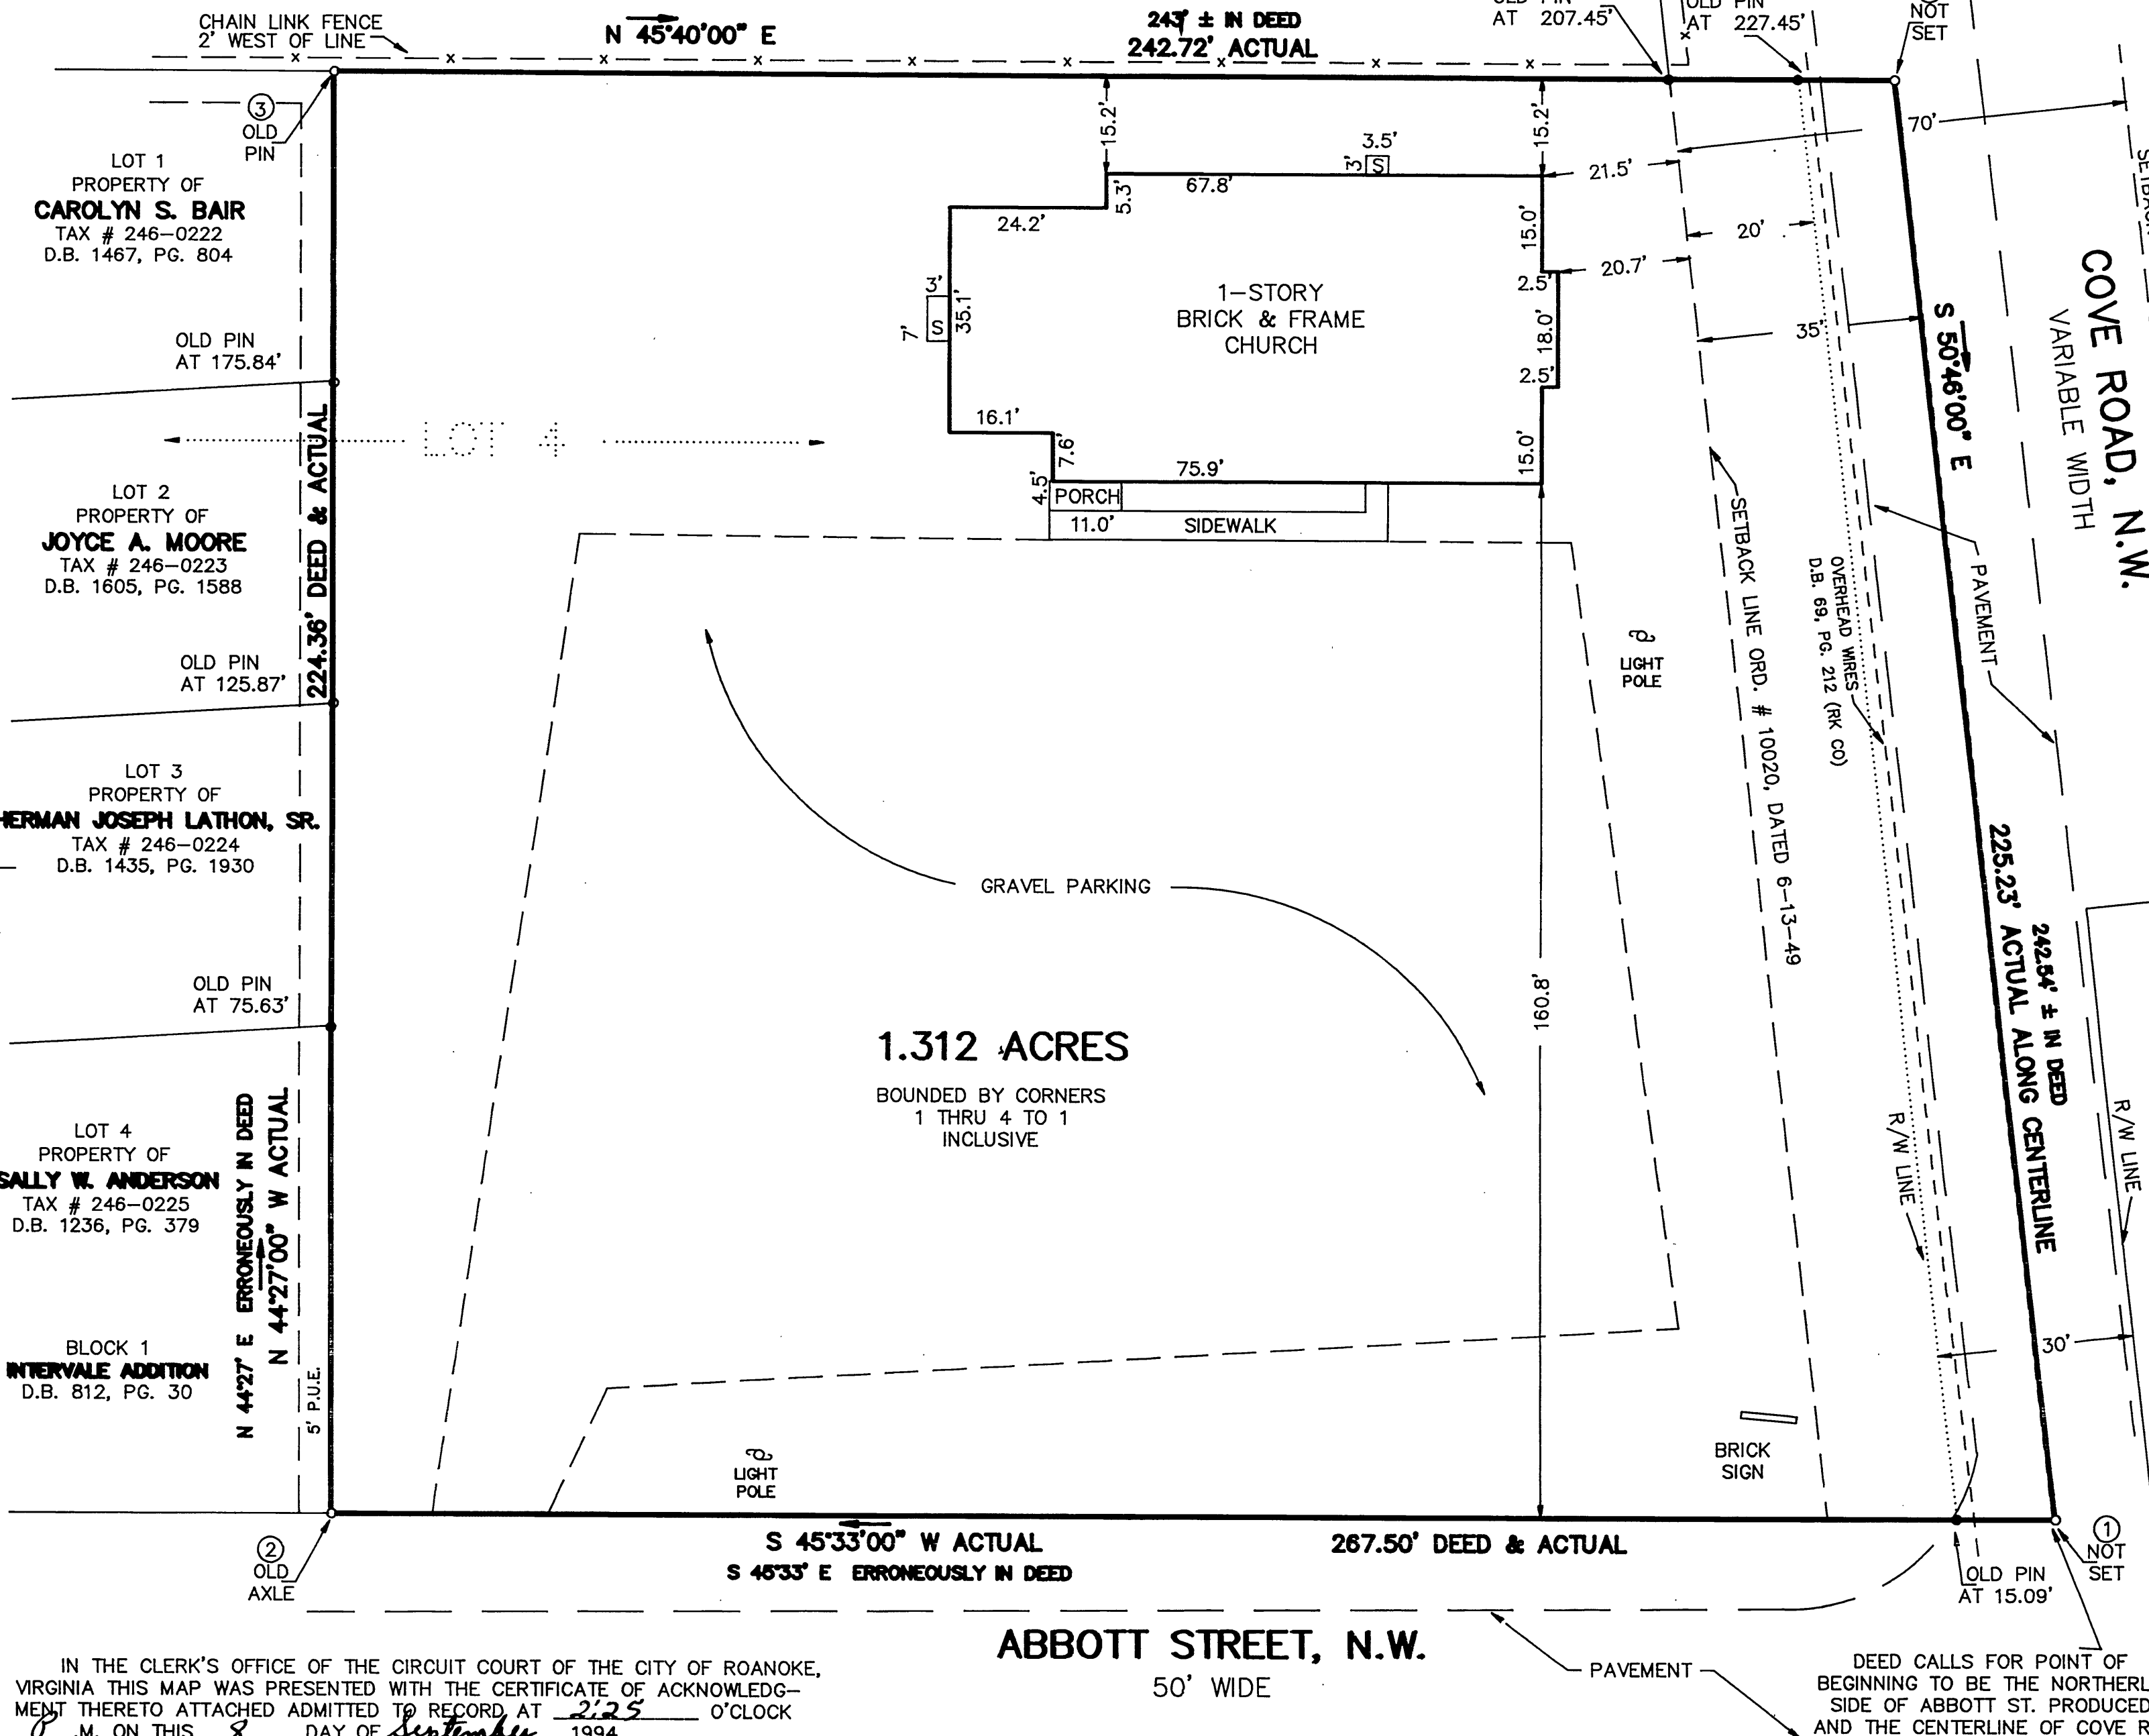 CHAIN LINK FENCE
2' WEST OF LINE
N 45°40'00" E
243' ± IN DEED
242.72' ACTUAL
AT 207.45'
OLD PIN
AT 227.45'
NOT
SET
3
OLD
PIN
LOT 1
PROPERTY OF
CAROLYN S. BAIR
TAX # 246-0222
D.B. 1467, PG. 804
OLD PIN
AT 175.84'
LOT 4
LOT 2
PROPERTY OF
JOYCE A. MOORE
TAX # 246-0223
D.B. 1605, PG. 1588
224.36' DEED & ACTUAL
OLD PIN
AT 125.87'
LOT 3
PROPERTY OF
HERMAN JOSEPH LATHON, SR.
TAX # 246-0224
D.B. 1435, PG. 1930
OLD PIN
AT 75.63'
LOT 4
PROPERTY OF
SALLY W. ANDERSON
TAX # 246-0225
D.B. 1236, PG. 379
N 44°27' E ERRONEOUSLY IN DEED
N 44°27'00" W ACTUAL
BLOCK 1
INTERVALE ADDITION
D.B. 812, PG. 30
5' P.U.E.
2
OLD
AXLE
15.2'
15.2'
3.5'
3'
S
67.8'
5.3'
24.2'
21.5'
15.0'
20'
20.7'
2.5'
70'
3'
S
7'
35.1'
1-STORY
BRICK & FRAME
CHURCH
18.0'
35'
2.5'
16.1'
7.6'
75.9'
15.0'
4.5'
PORCH
11.0'
SIDEWALK
LIGHT
POLE
SETBACK LINE ORD. # 10020, DATED 6-13-49
OVERHEAD WIRES
D.B. 69, PG. 212 (RK CO)
PAVEMENT
S 50°46'00" E
COVE ROAD, N.W.
VARIABLE WIDTH
GRAVEL PARKING
160.8'
1.312 ACRES
BOUNDED BY CORNERS
1 THRU 4 TO 1
INCLUSIVE
242.54' ± IN DEED
225.23' ACTUAL ALONG CENTERLINE
R/W LINE
R/W LINE
30'
BRICK
SIGN
LIGHT
POLE
S 45°33'00" W ACTUAL
S 45°33' E ERRONEOUSLY IN DEED
267.50' DEED & ACTUAL
1
NOT
SET
OLD PIN
AT 15.09'
ABBOTT STREET, N.W.
50' WIDE
PAVEMENT
IN THE CLERK'S OFFICE OF THE CIRCUIT COURT OF THE CITY OF ROANOKE,
VIRGINIA THIS MAP WAS PRESENTED WITH THE CERTIFICATE OF ACKNOWLEDG-
MENT THERETO ATTACHED ADMITTED TO RECORD AT 2:25 O'CLOCK
P .M. ON THIS 8 DAY OF September 1994
DEED CALLS FOR POINT OF
BEGINNING TO BE THE NORTHERL
SIDE OF ABBOTT ST. PRODUCED
AND THE CENTERLINE OF COVE R